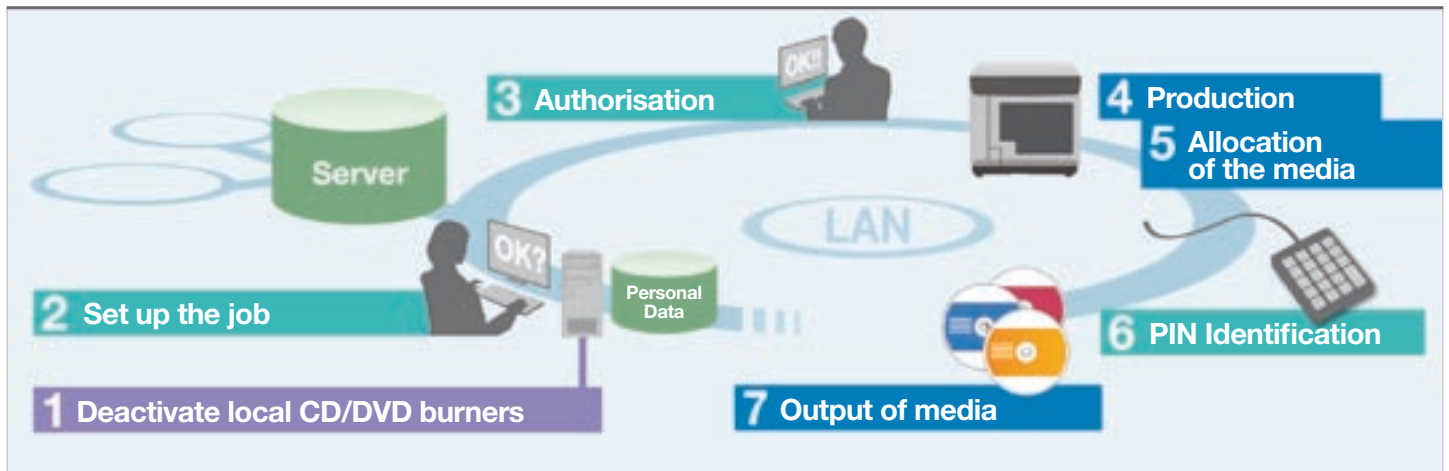 3 Authorisation
OK!!
4 Production
5 Allocation
of the media
Server
LAN
OK?
Personal
Data
2 Set up the job
6 PIN Identification
1 Deactivate local CD/DVD burners
7 Output of media